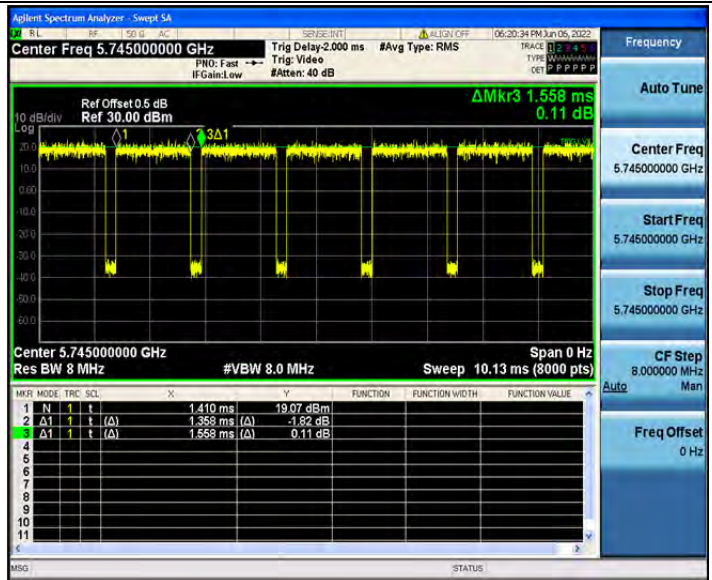 Agilent Spectrum Analyzer - Swept SA
RL RF 50 Ω AC SENSE:INT ALIGN OFF 06:20:34 PM Jun 06, 2022
Center Freq 5.745000000 GHz Trig Delay-2.000 ms #Avg Type: RMS TRACE 1 2 3 4 5 6
PNO: Fast Trig: Video TYPE WWWWWW
IFGain:Low #Atten: 40 dB DET P P P P P P
Frequency
ΔMkr3 1.558 ms
0.11 dB
Ref Offset 0.5 dB
10 dB/div Ref 30.00 dBm
Log
1 3Δ1
20.0
10.0
0.00
-10.0
-20.0
-30.0
-40.0
-50.0
-60.0
Center 5.745000000 GHz Span 0 Hz
Res BW 8 MHz #VBW 8.0 MHz Sweep 10.13 ms (8000 pts)
MKR MODE TRC SCL X Y FUNCTION FUNCTION WIDTH FUNCTION VALUE
1 N 1 t 1.410 ms 19.07 dBm
2 Δ1 1 t (Δ) 1.358 ms (Δ) -1.82 dB
3 Δ1 1 t (Δ) 1.558 ms (Δ) 0.11 dB
4
5
6
7
8
9
10
11
MSG STATUS
Auto Tune
Center Freq
5.745000000 GHz
Start Freq
5.745000000 GHz
Stop Freq
5.745000000 GHz
CF Step
8.000000 MHz
Auto Man
Freq Offset
0 Hz